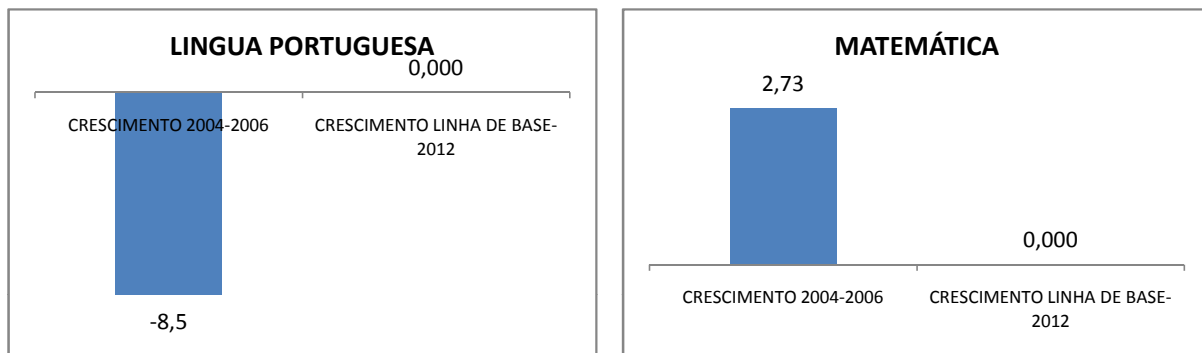 LINGUA PORTUGUESA
0,000
CRESCIMENTO 2004-2006
CRESCIMENTO LINHA DE BASE-
2012
-8,5
MATEMÁTICA
2,73
0,000
CRESCIMENTO 2004-2006
CRESCIMENTO LINHA DE BASE-
2012